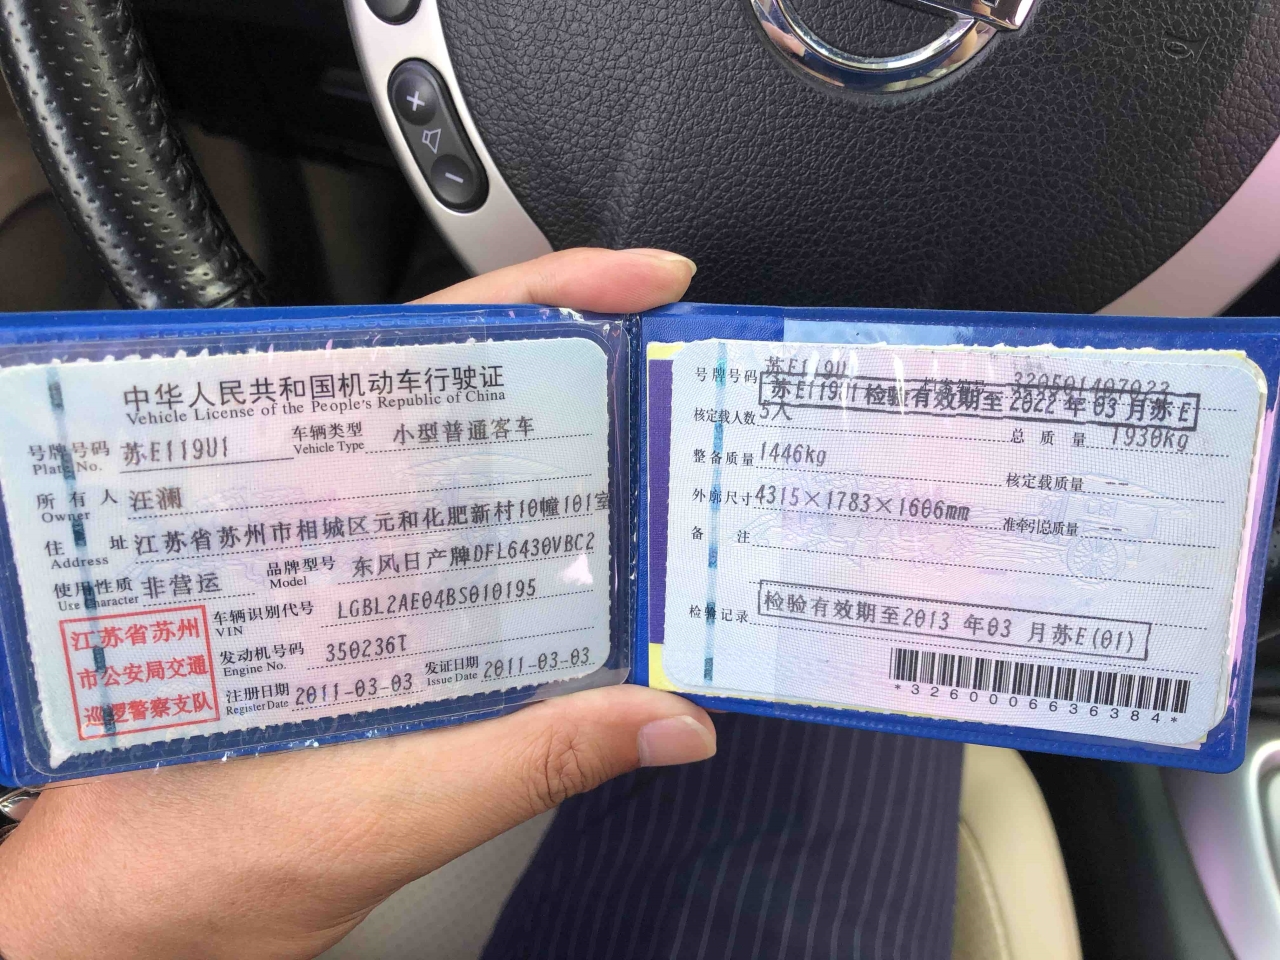 中华人民共和国机动车行驶证
Vehicle License of the People's Republic of China
号牌号码 苏E119U1 车辆类型 小型普通客车
Plate No. Vehicle Type
所有人 汪澜
Owner
住址 江苏省苏州市相城区元和化肥新村10幢101室
Address
使用性质 非营运 品牌型号 东风日产牌DFL6430VBC2
Use Character Model
车辆识别代号 LGBL2AE04BS010195
VIN
发动机号码 350236T
Engine No.
注册日期 2011-03-03 发证日期 2011-03-03
Register Date Issue Date
江苏省苏州
市公安局交通
巡逻警察支队
号牌号码 苏E119U1 档案编号 320501407023
苏E119U1 检验有效期至 2022 年 03 月苏E
核定载人数 5人 总质量 1930kg
整备质量 1446kg 核定载质量 --
外廓尺寸 4315×1783×1606mm 准牵引总质量 --
备注
检验记录 检验有效期至2013 年03 月苏E(01)
*3260006636384*